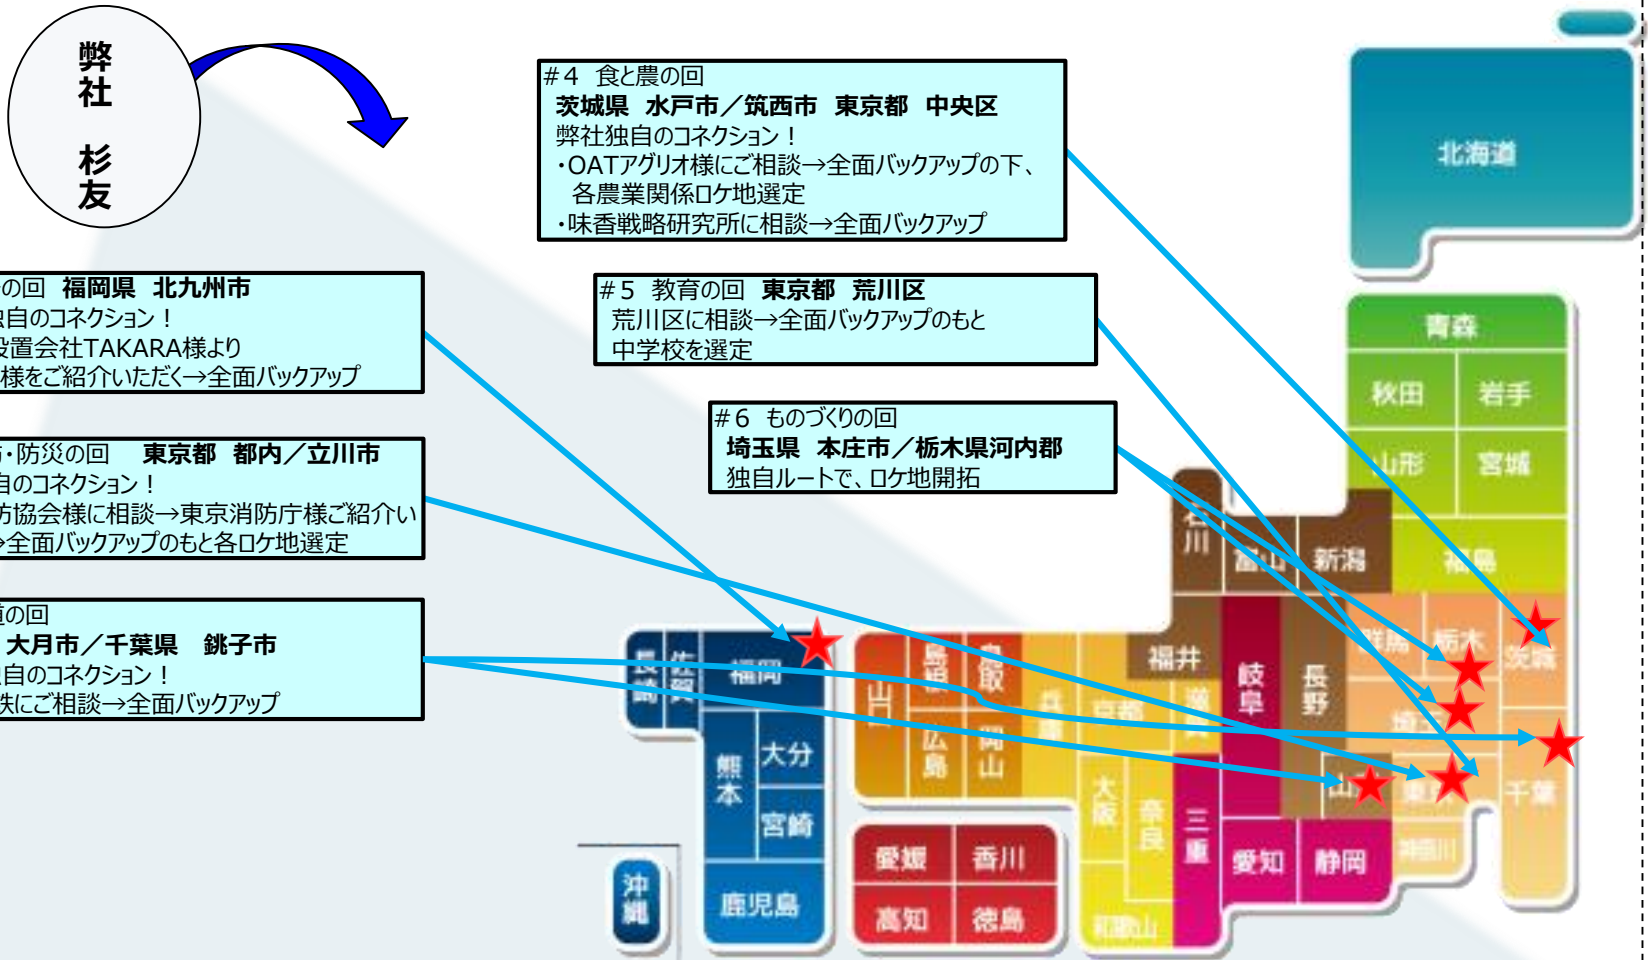 弊社 杉友
#4 食と農の回
茨城県 水戸市／筑西市 東京都 中央区
弊社独自のコネクション！
・OATアグリオ様にご相談→全面バックアップの下、
各農業関係ロケ地選定
・味香戦略研究所に相談→全面バックアップ
の回 福岡県 北九州市
独自のコネクション！
設置会社TAKARA様より
様をご紹介いただく→全面バックアップ
#5 教育の回 東京都 荒川区
荒川区に相談→全面バックアップのもと
中学校を選定
#6 ものづくりの回
埼玉県 本庄市／栃木県河内郡
独自ルートで、ロケ地開拓
・防災の回 東京都 都内／立川市
自のコネクション！
防協会様に相談→東京消防庁様ご紹介い
→全面バックアップのもと各ロケ地選定
道の回
大月市／千葉県 銚子市
独自のコネクション！
鉄にご相談→全面バックアップ
北海道
青森
秋田
岩手
山形
宮城
石川
富山
新潟
福島
群馬
栃木
茨城
福井
岐阜
長野
埼玉
千葉
東京
神奈川
静岡
愛知
三重
滋賀
京都
大阪
奈良
和歌山
兵庫
鳥取
島根
岡山
広島
山口
愛媛
香川
高知
徳島
福岡
佐賀
長崎
大分
熊本
宮崎
鹿児島
沖縄